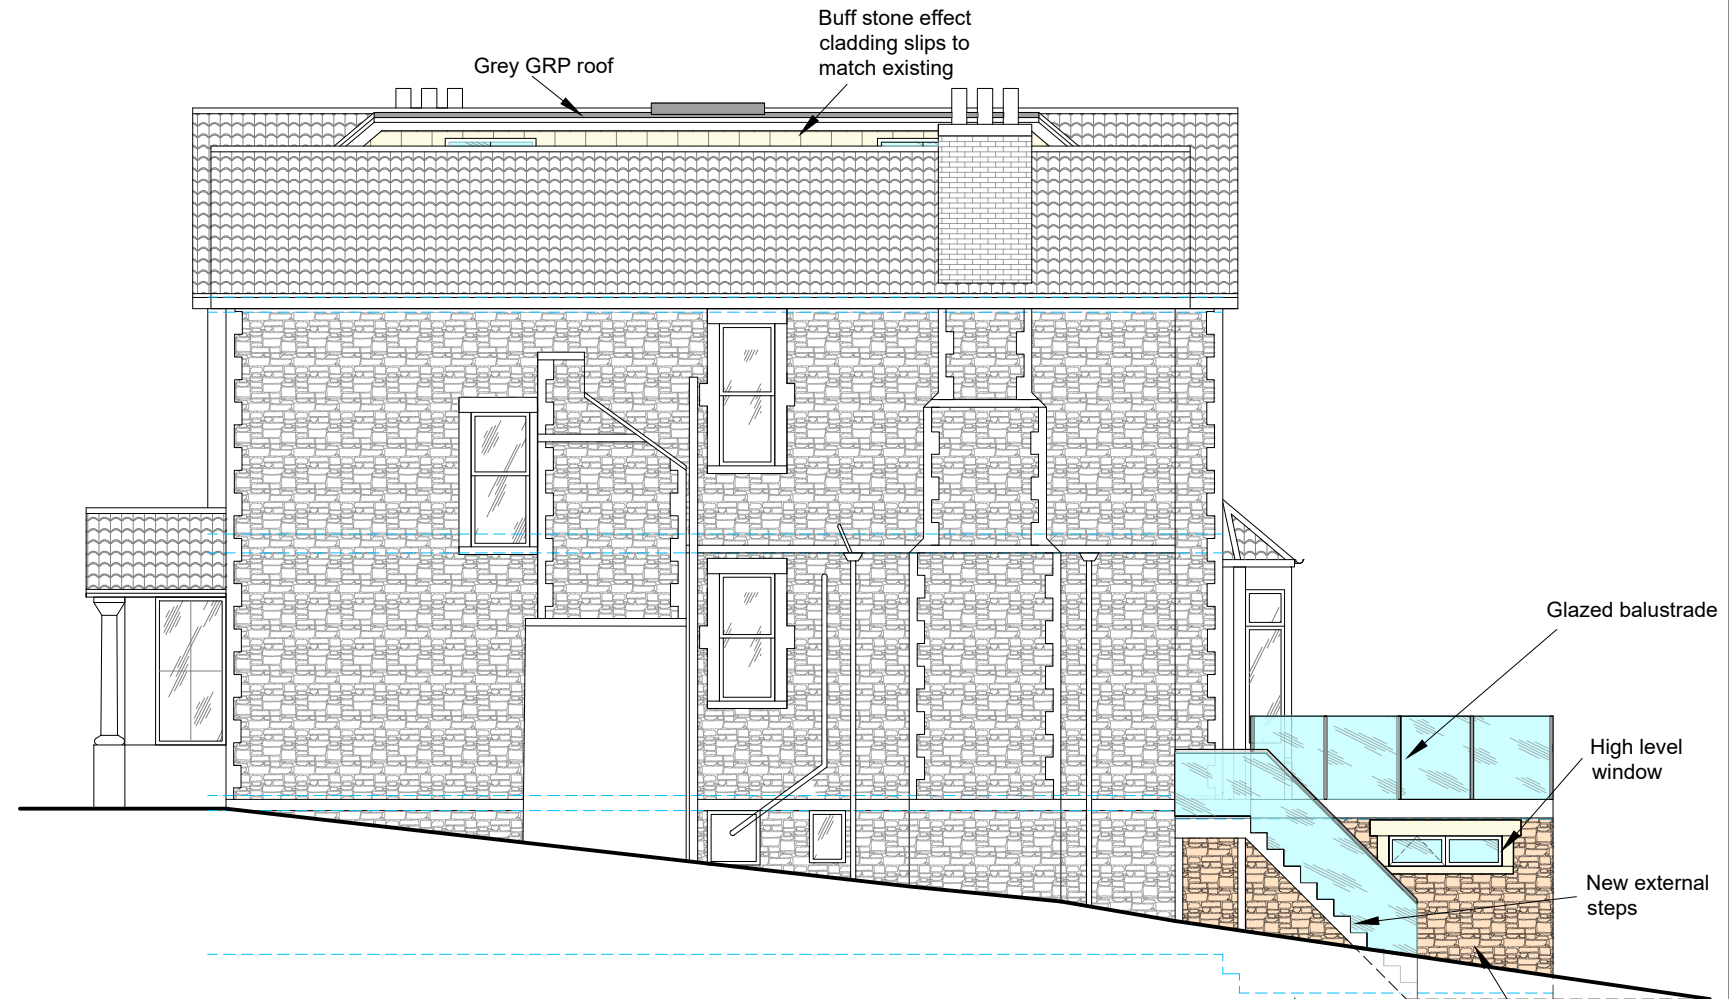 Buff stone effect
cladding slips to
match existing
Grey GRP roof
Glazed balustrade
High level
window
New external
steps